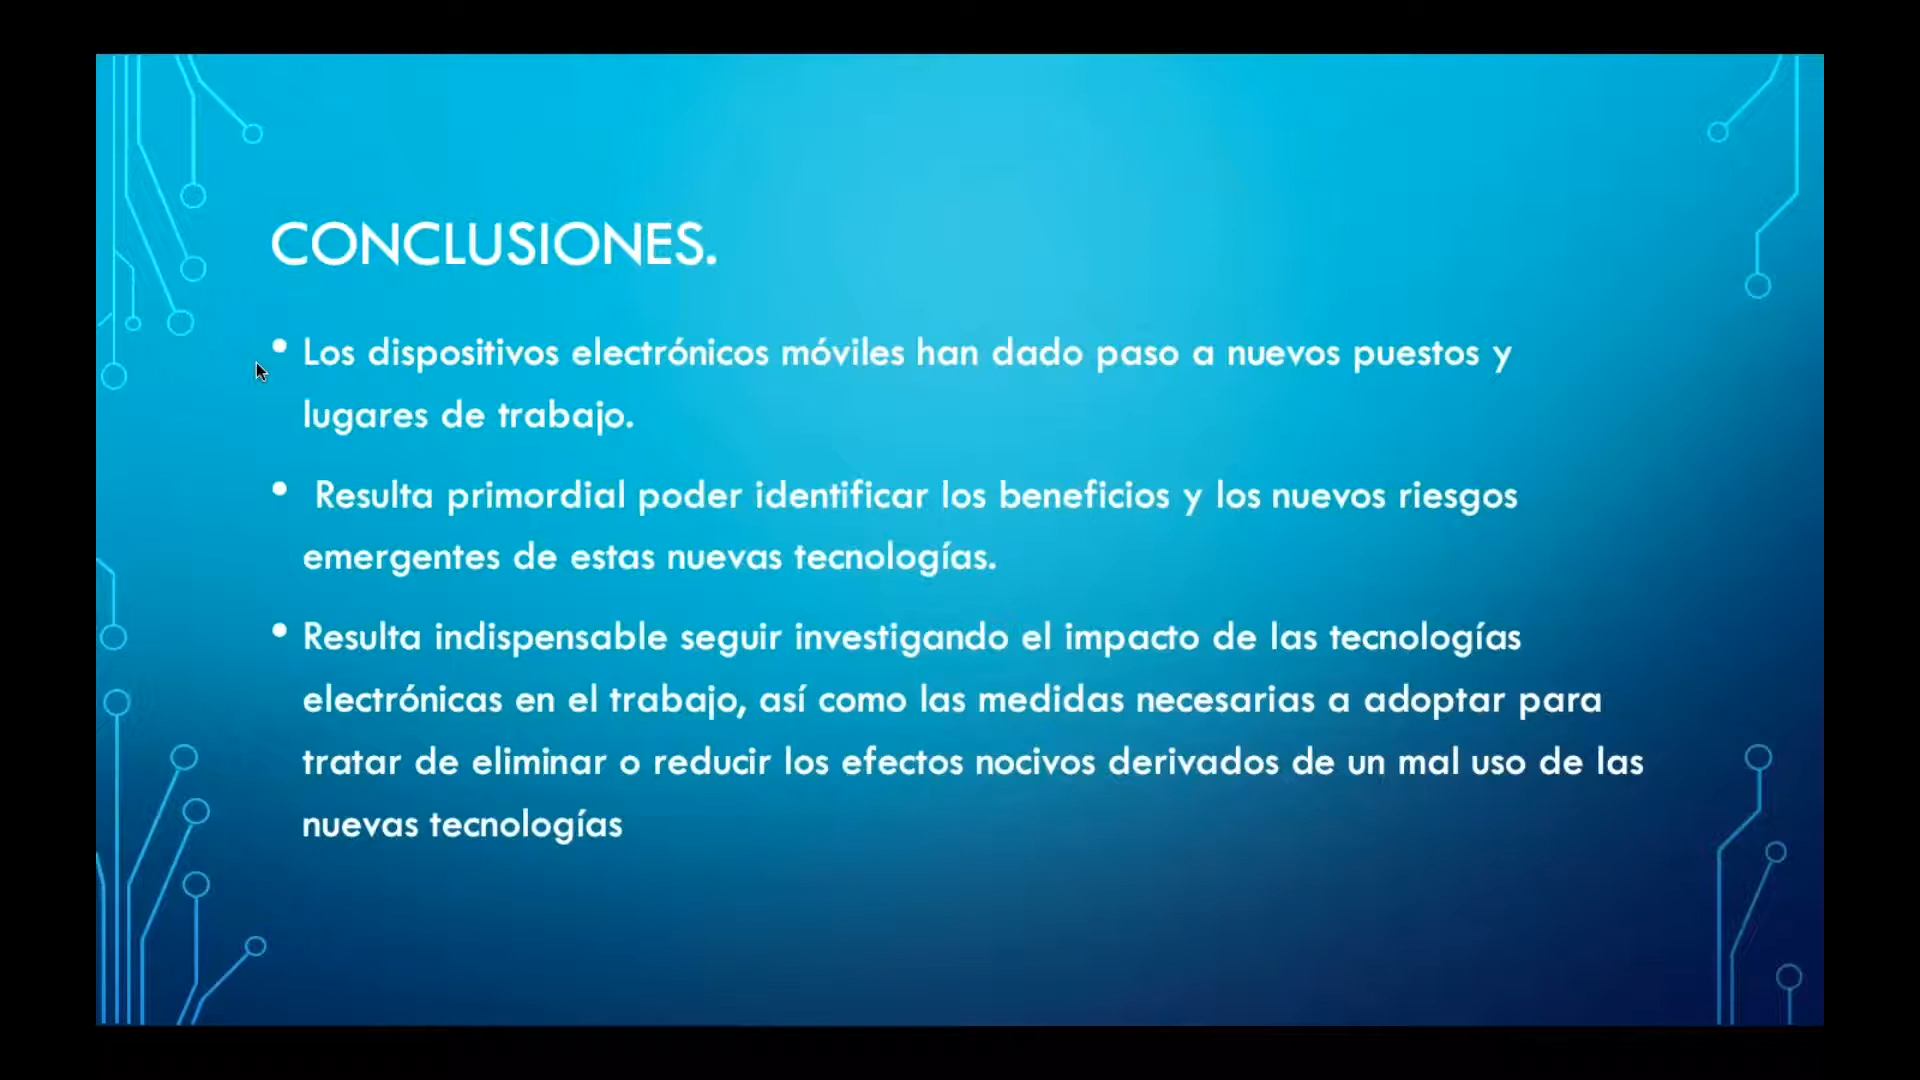 CONCLUSIONES.
• Los dispositivos electrónicos móviles han dado paso a nuevos puestos y
lugares de trabajo.
• Resulta primordial poder identificar los beneficios y los nuevos riesgos
emergentes de estas nuevas tecnologías.
• Resulta indispensable seguir investigando el impacto de las tecnologías
electrónicas en el trabajo, así como las medidas necesarias a adoptar para
tratar de eliminar o reducir los efectos nocivos derivados de un mal uso de las
nuevas tecnologías